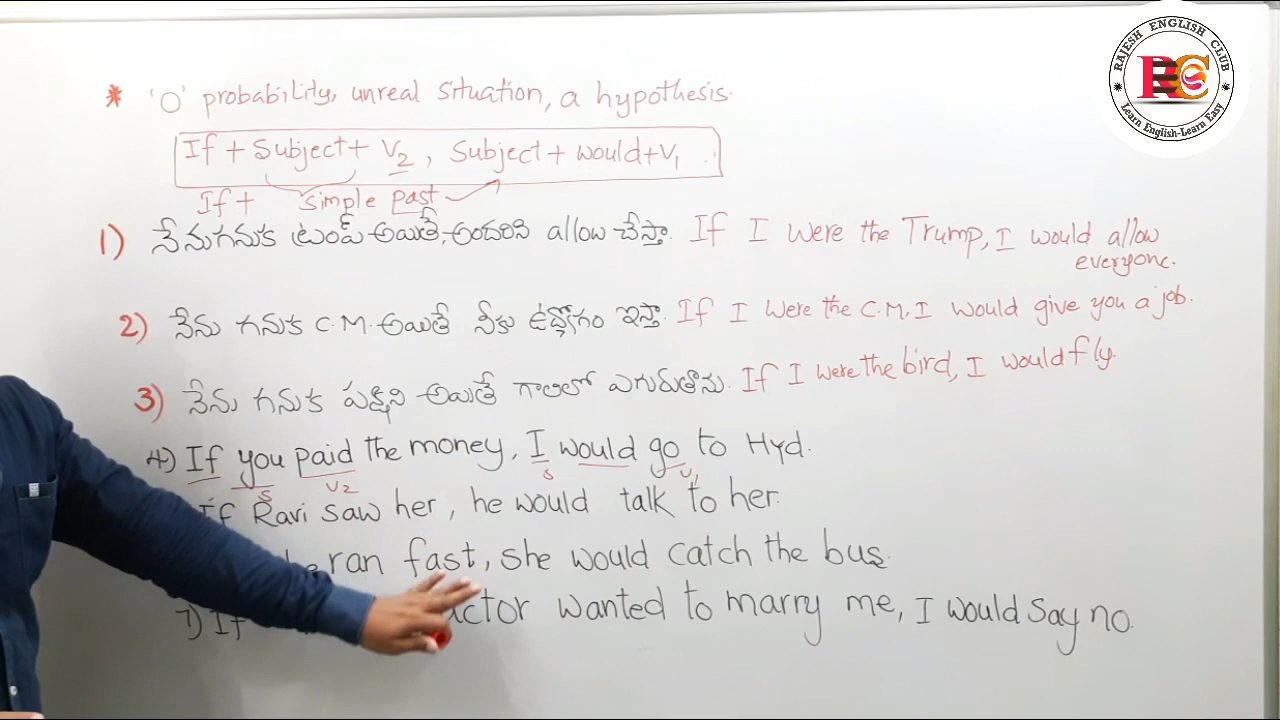 * 'O' probability, unreal situation, a hypothesis.
If + Subject + V2, Subject + would + V1
If + simple past
1) నేనుగనుక ట్రంప్ అయితే, అందరిని allow చేస్తా. If I were the Trump, I would allow
everyone.
2) నేను గనుక C.M. అయితే నీకు ఉద్యోగం ఇస్తా. If I were the C.M, I would give you a job.
3) నేను గనుక పక్షిని అయితే గాలిలో ఎగురుతాను. If I were the bird, I would fly.
4) If you paid the money, I would go to Hyd.
S V2 S V1
If Ravi saw her, he would talk to her.
ran fast, she would catch the bus.
7) If actor wanted to marry me, I would say no.
RAJESH ENGLISH CLUB
REC
Learn English-Learn Easy